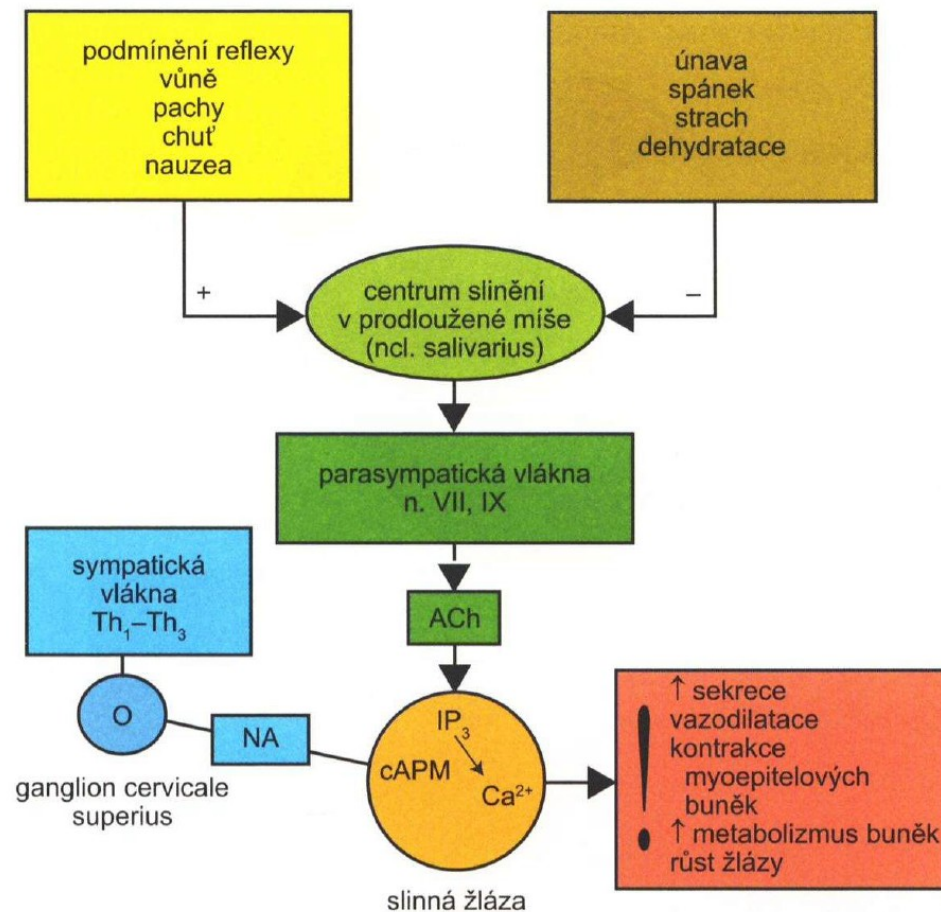 podmínění reflexy
vůně
pachy
chuť
nauzea
únava
spánek
strach
dehydratace
+
–
centrum slinění
v prodloužené míše
(ncl. salivarius)
parasympatická vlákna
n. VII, IX
sympatická
vlákna
Th₁–Th₃
ACh
O
NA
ganglion cervicale
superius
IP₃
cAPM
Ca²⁺
slinná žláza
↑ sekrece
vazodilatace
kontrakce
myoepitelových
buněk
↑ metabolizmus buněk
růst žlázy
!